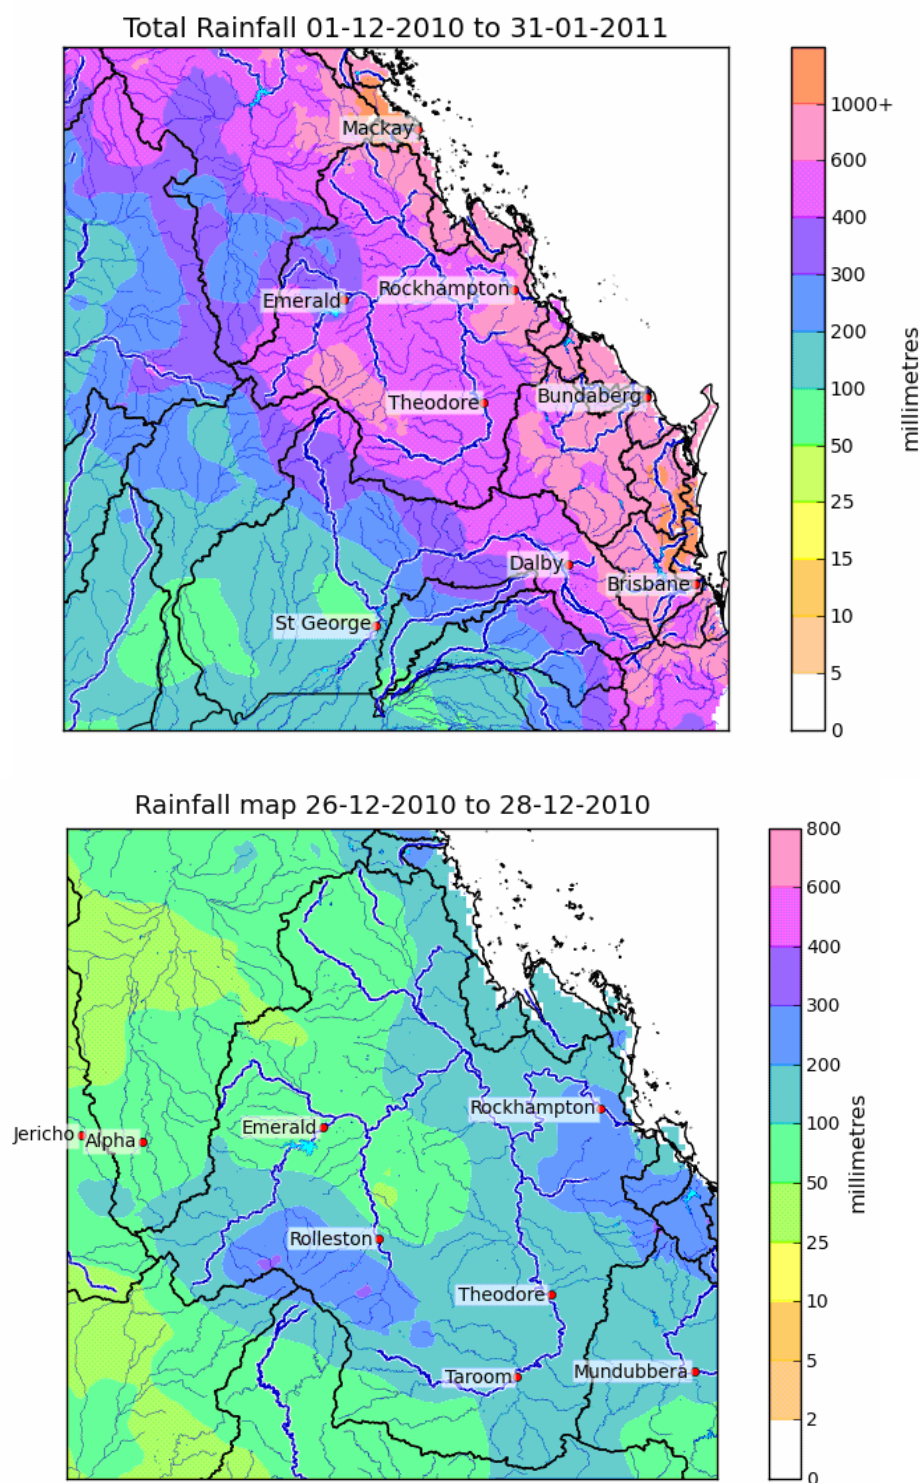 Total Rainfall 01-12-2010 to 31-01-2011
1000+
Mackay
600
400
300
Rockhampton
Emerald
200
millimetres
Theodore
Bundaberg
100
50
25
Dalby
15
Brisbane
10
St George
5
0
Rainfall map 26-12-2010 to 28-12-2010
800
600
400
300
200
Rockhampton
100
millimetres
Emerald
Jericho
Alpha
50
Rolleston
25
Theodore
10
5
Taroom
Mundubbera
2
0